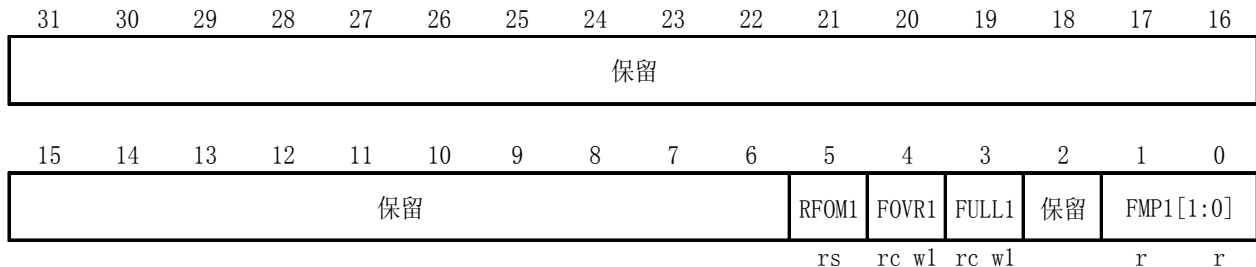 31 30 29 28 27 26 25 24 23 22 21 20 19 18 17 16
保留
15 14 13 12 11 10 9 8 7 6 5 4 3 2 1 0
保留 RFOM1 FOVR1 FULL1 保留 FMP1[1:0]
rs rc w1 rc w1 r r